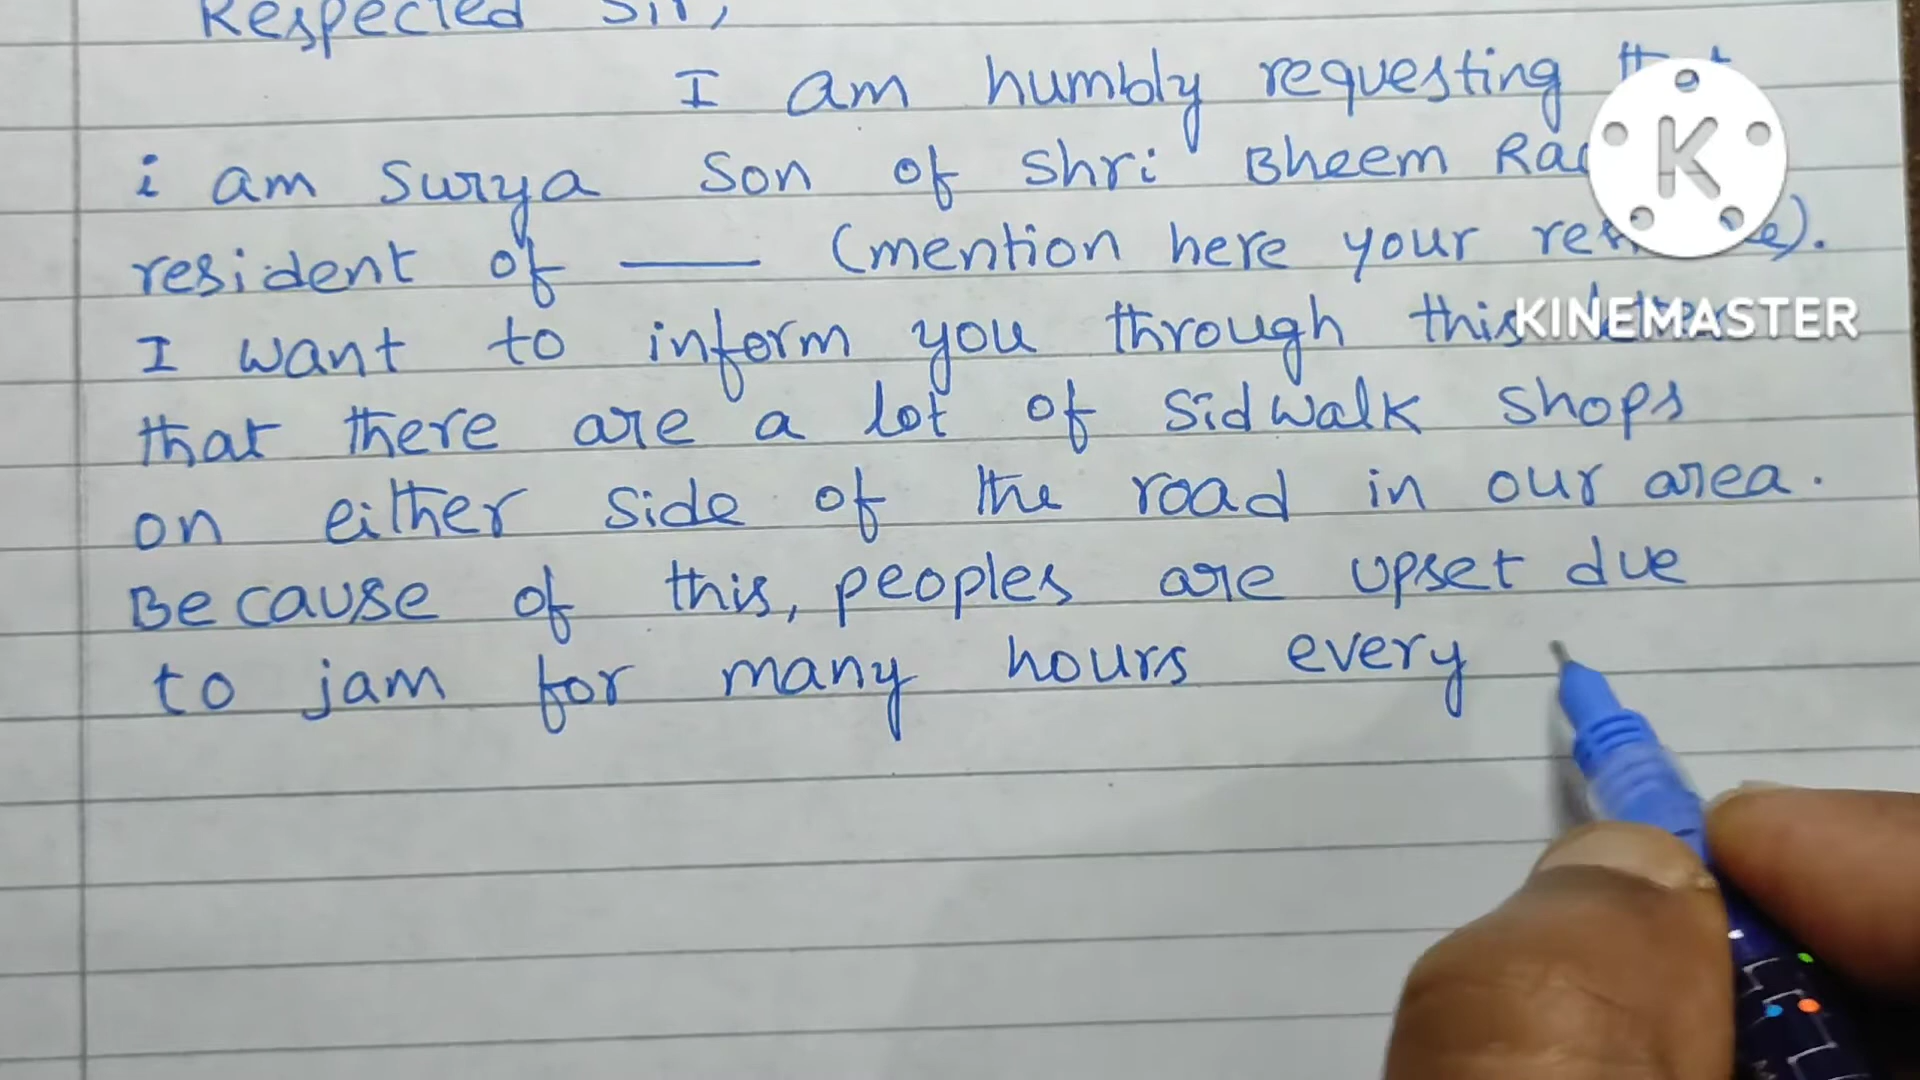 Respected Sir,
I am humbly requesting that
i am Surya son of Shri Bheem
resident of —— (mention here your
I want to inform you through this
that there are a lot of Sidwalk shops
on either side of the road in our area.
Because of this, peoples are upset due
to jam for many hours every
K
KINEMASTER